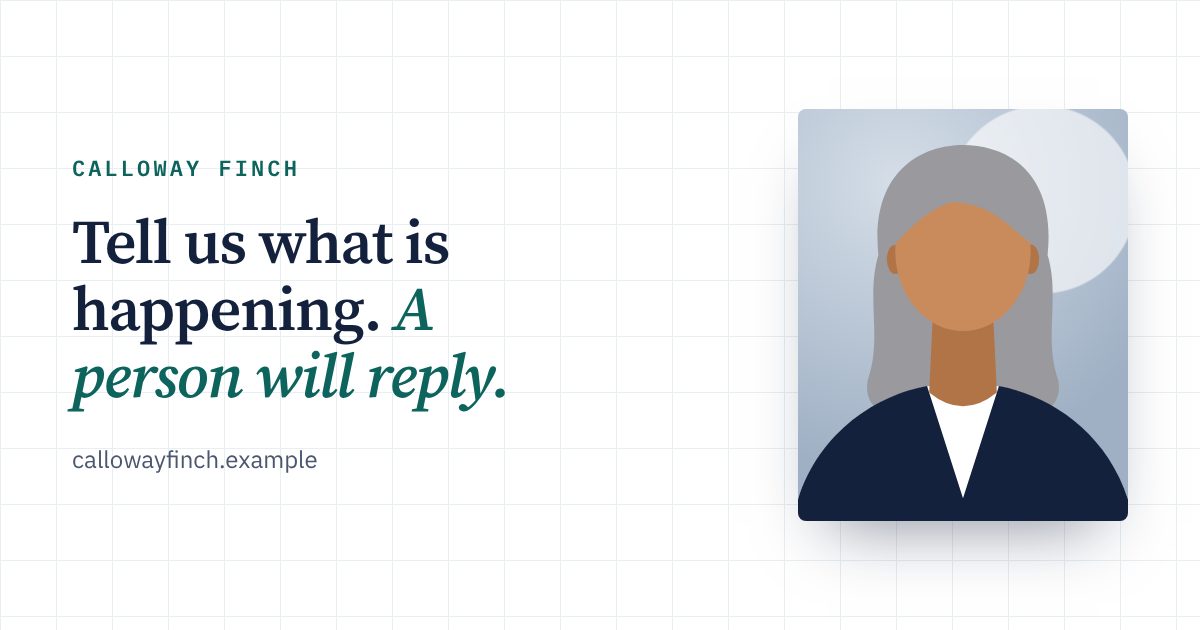 CALLOWAY FINCH
Tell us what is
happening. A
person will reply.
callowayfinch.example